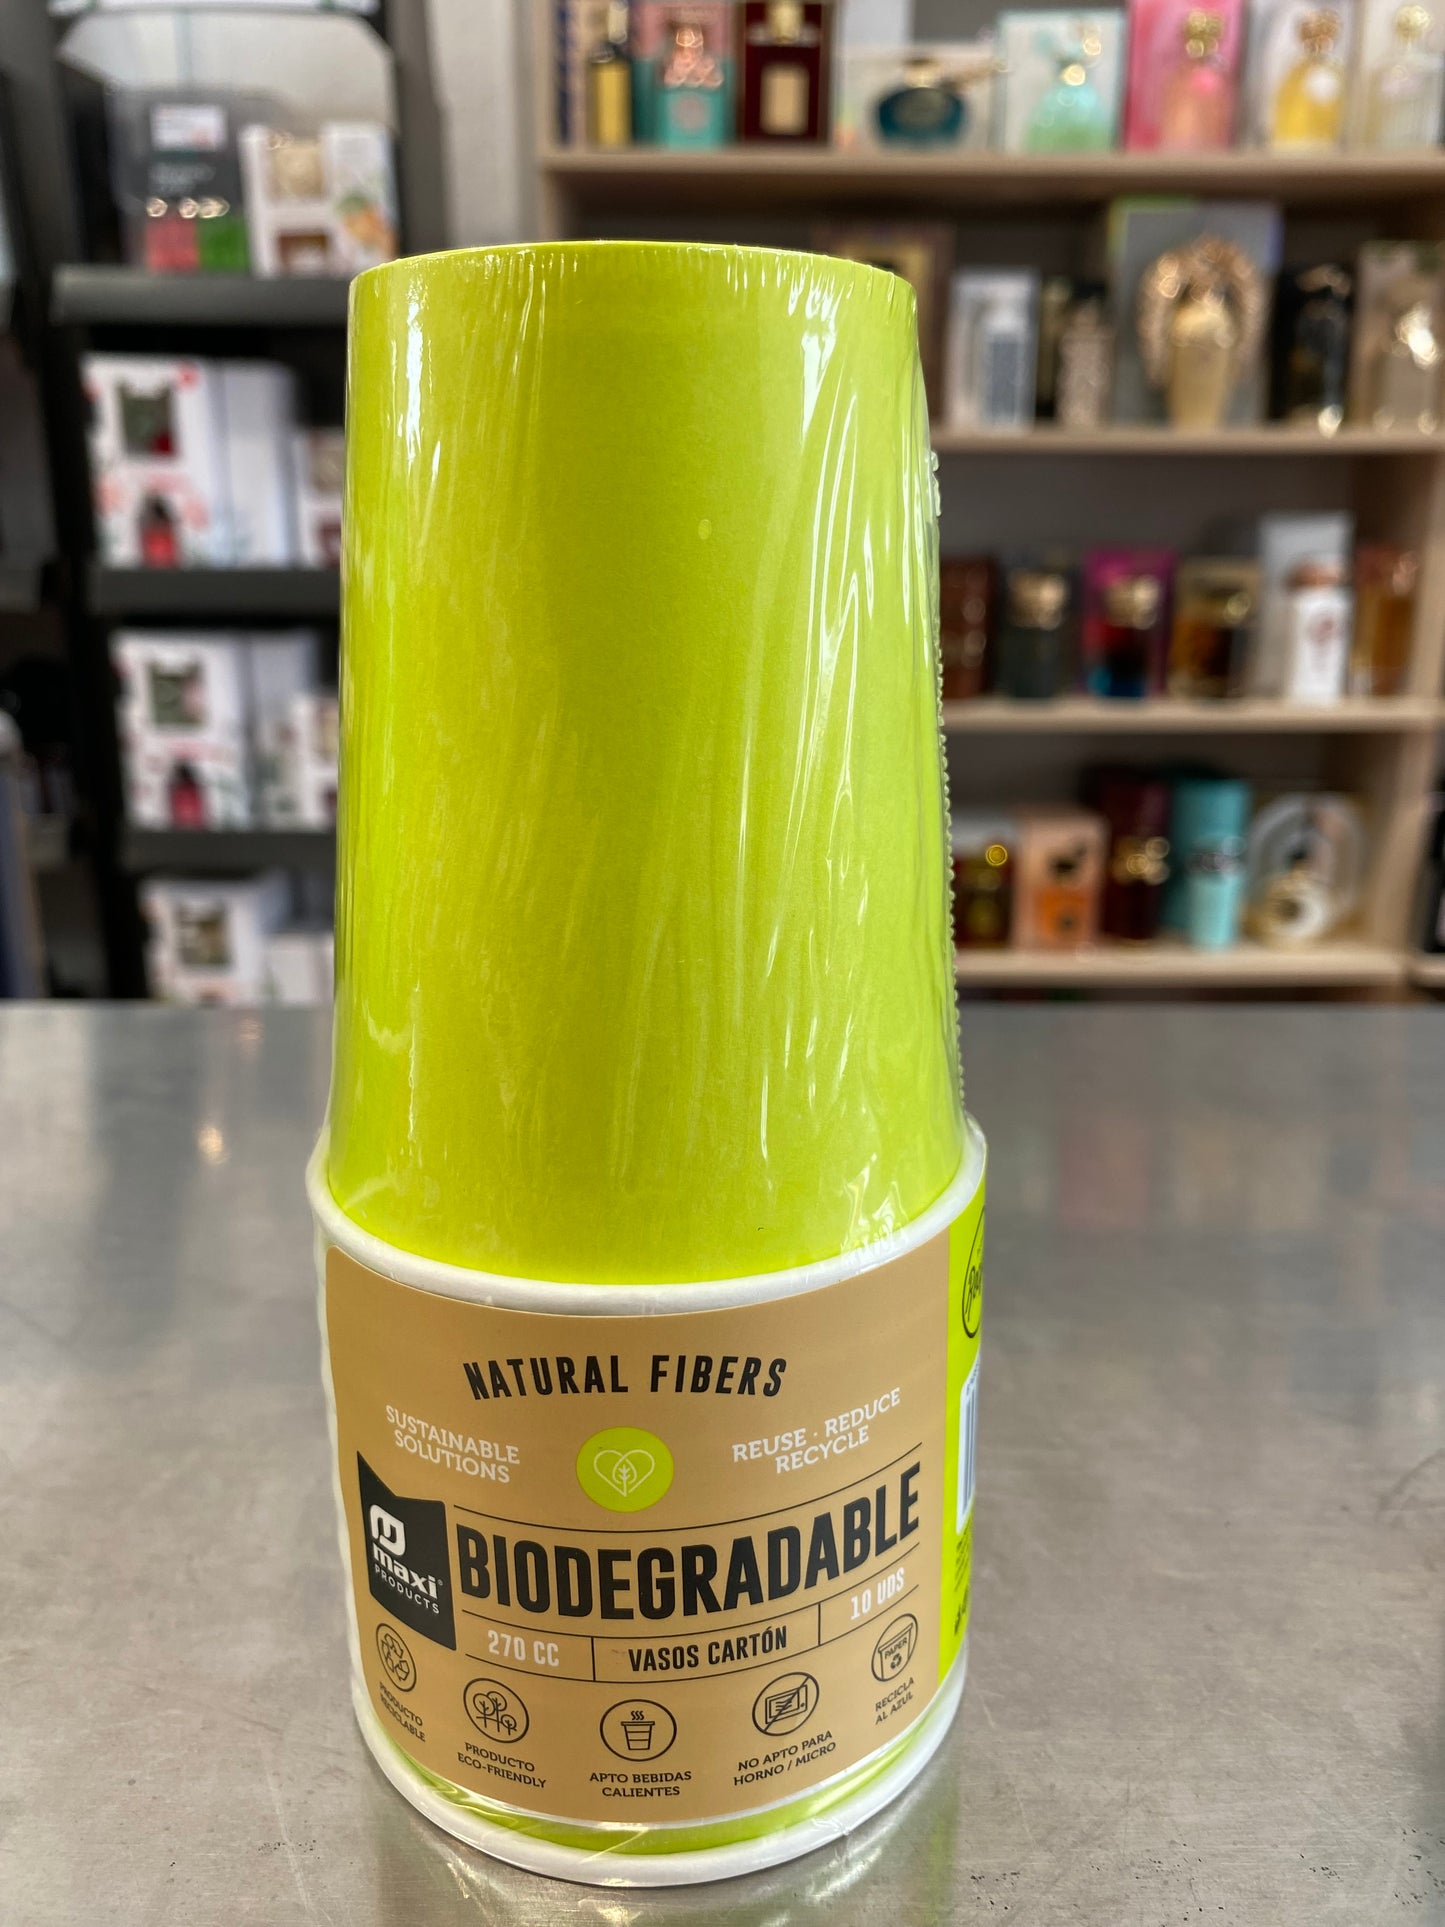 NATURAL FIBERS
SUSTAINABLE
SOLUTIONS
REUSE · REDUCE
RECYCLE
maxi
PRODUCTS
BIODEGRADABLE
270 CC
VASOS CARTÓN
10 UDS
PRODUCTO
RECICLABLE
PRODUCTO
ECO-FRIENDLY
APTO BEBIDAS
CALIENTES
NO APTO PARA
HORNO / MICRO
PAPER
RECICLA
AL AZUL